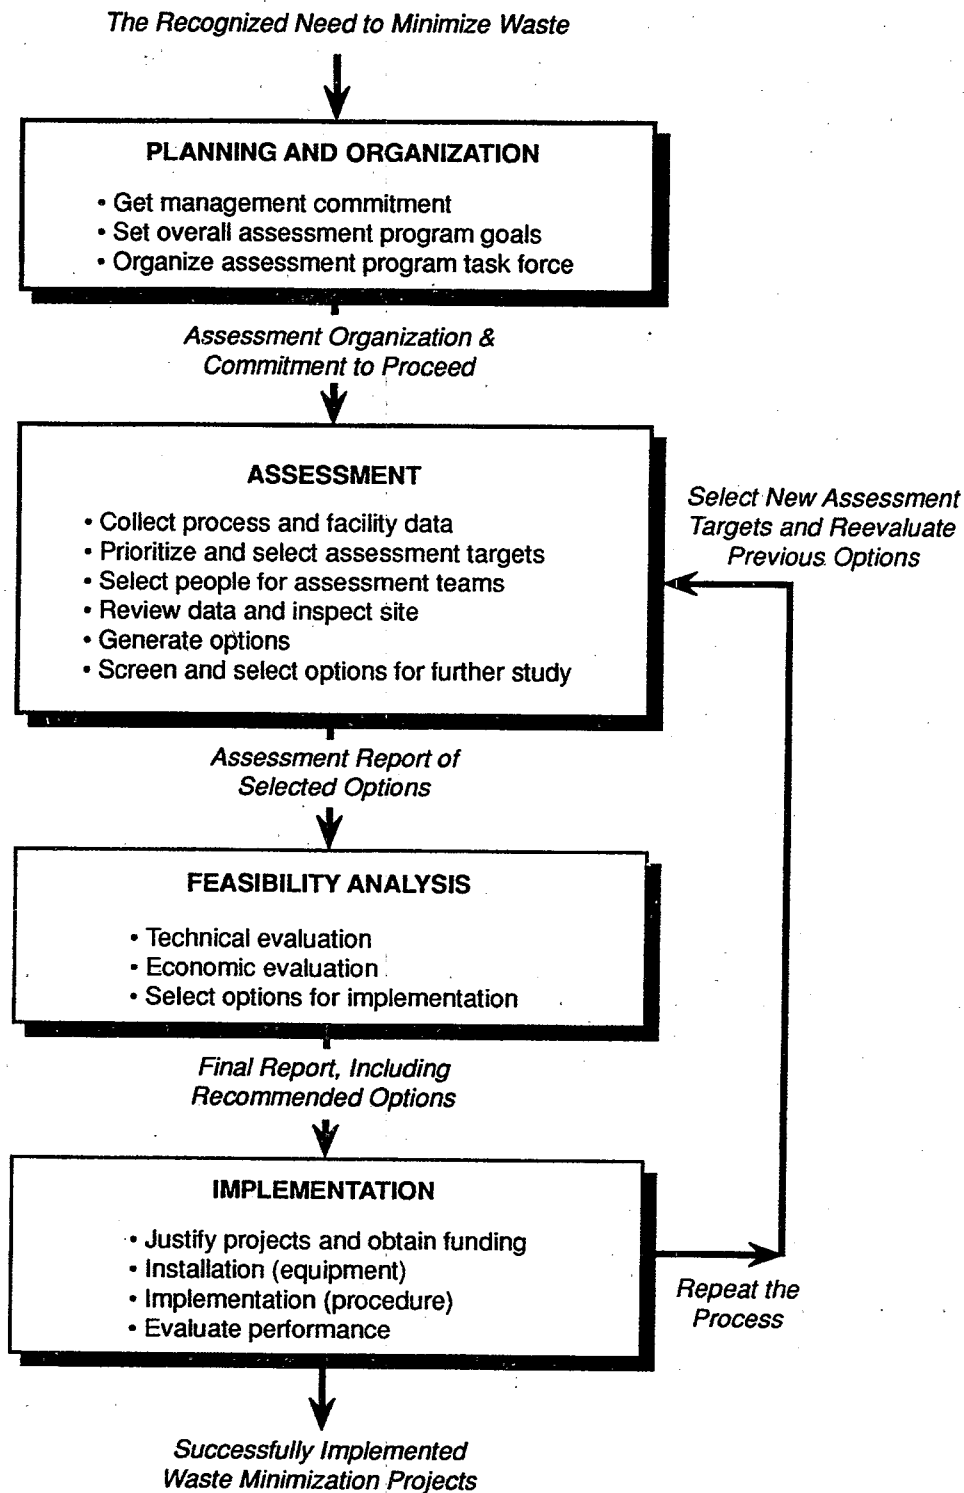 The Recognized Need to Minimize Waste
PLANNING AND ORGANIZATION
• Get management commitment
• Set overall assessment program goals
• Organize assessment program task force
Assessment Organization &
Commitment to Proceed
ASSESSMENT
• Collect process and facility data
• Prioritize and select assessment targets
• Select people for assessment teams
• Review data and inspect site
• Generate options
• Screen and select options for further study
Select New Assessment
Targets and Reevaluate
Previous Options
Assessment Report of
Selected Options
FEASIBILITY ANALYSIS
• Technical evaluation
• Economic evaluation
• Select options for implementation
Final Report, Including
Recommended Options
IMPLEMENTATION
• Justify projects and obtain funding
• Installation (equipment)
• Implementation (procedure)
• Evaluate performance
Repeat the
Process
Successfully Implemented
Waste Minimization Projects